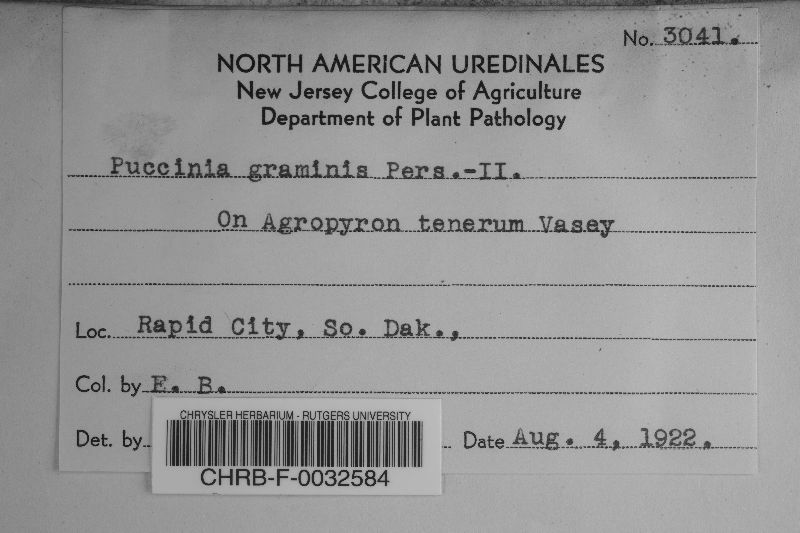 No. 3041.
NORTH AMERICAN UREDINALES
New Jersey College of Agriculture
Department of Plant Pathology
Puccinia graminis Pers.-II.
On Agropyron tenerum Vasey
Loc. Rapid City, So. Dak.,
Col. by E. B.
Det. by
Date Aug. 4, 1922.
CHRYSLER HERBARIUM - RUTGERS UNIVERSITY
CHRB-F-0032584